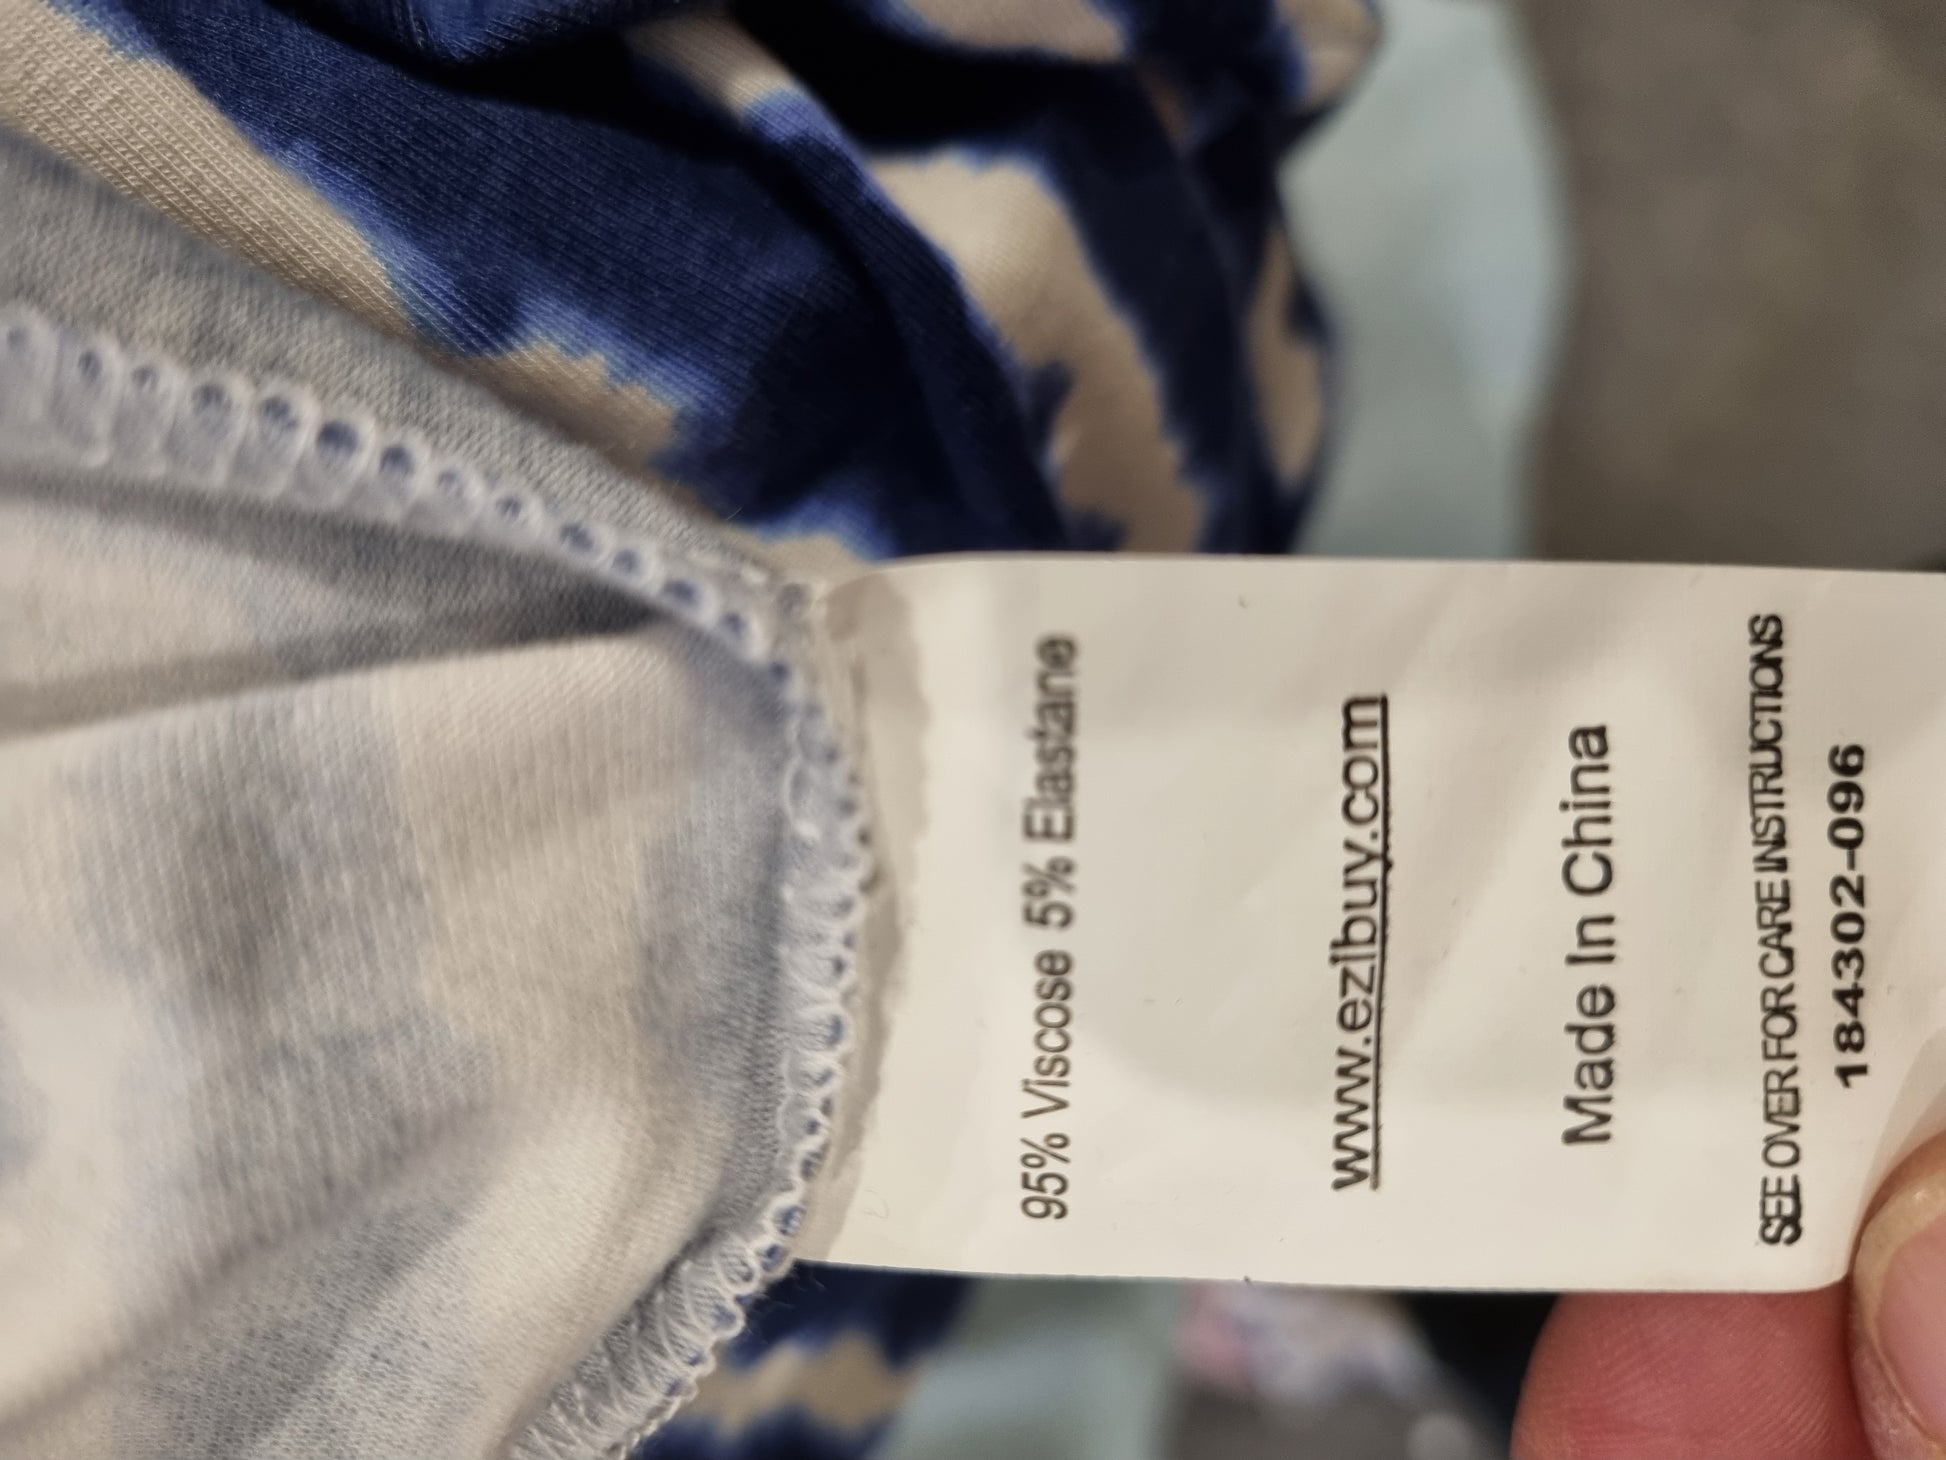 95% Viscose 5% Elastane
www.ezibuy.com
Made In China
SEE OVER FOR CARE INSTRUCTIONS
184302-096